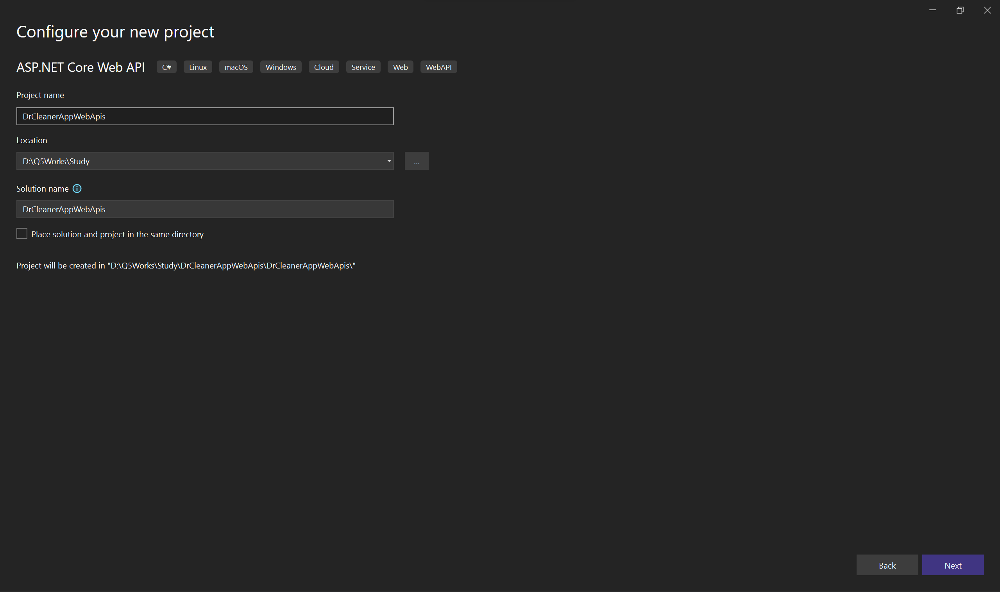 Configure your new project
ASP.NET Core Web API C# Linux macOS Windows Cloud Service Web WebAPI
Project name
DrCleanerAppWebApis
Location
D:\Q5Works\Study
...
Solution name
DrCleanerAppWebApis
Place solution and project in the same directory
Project will be created in "D:\Q5Works\Study\DrCleanerAppWebApis\DrCleanerAppWebApis\"
Back Next